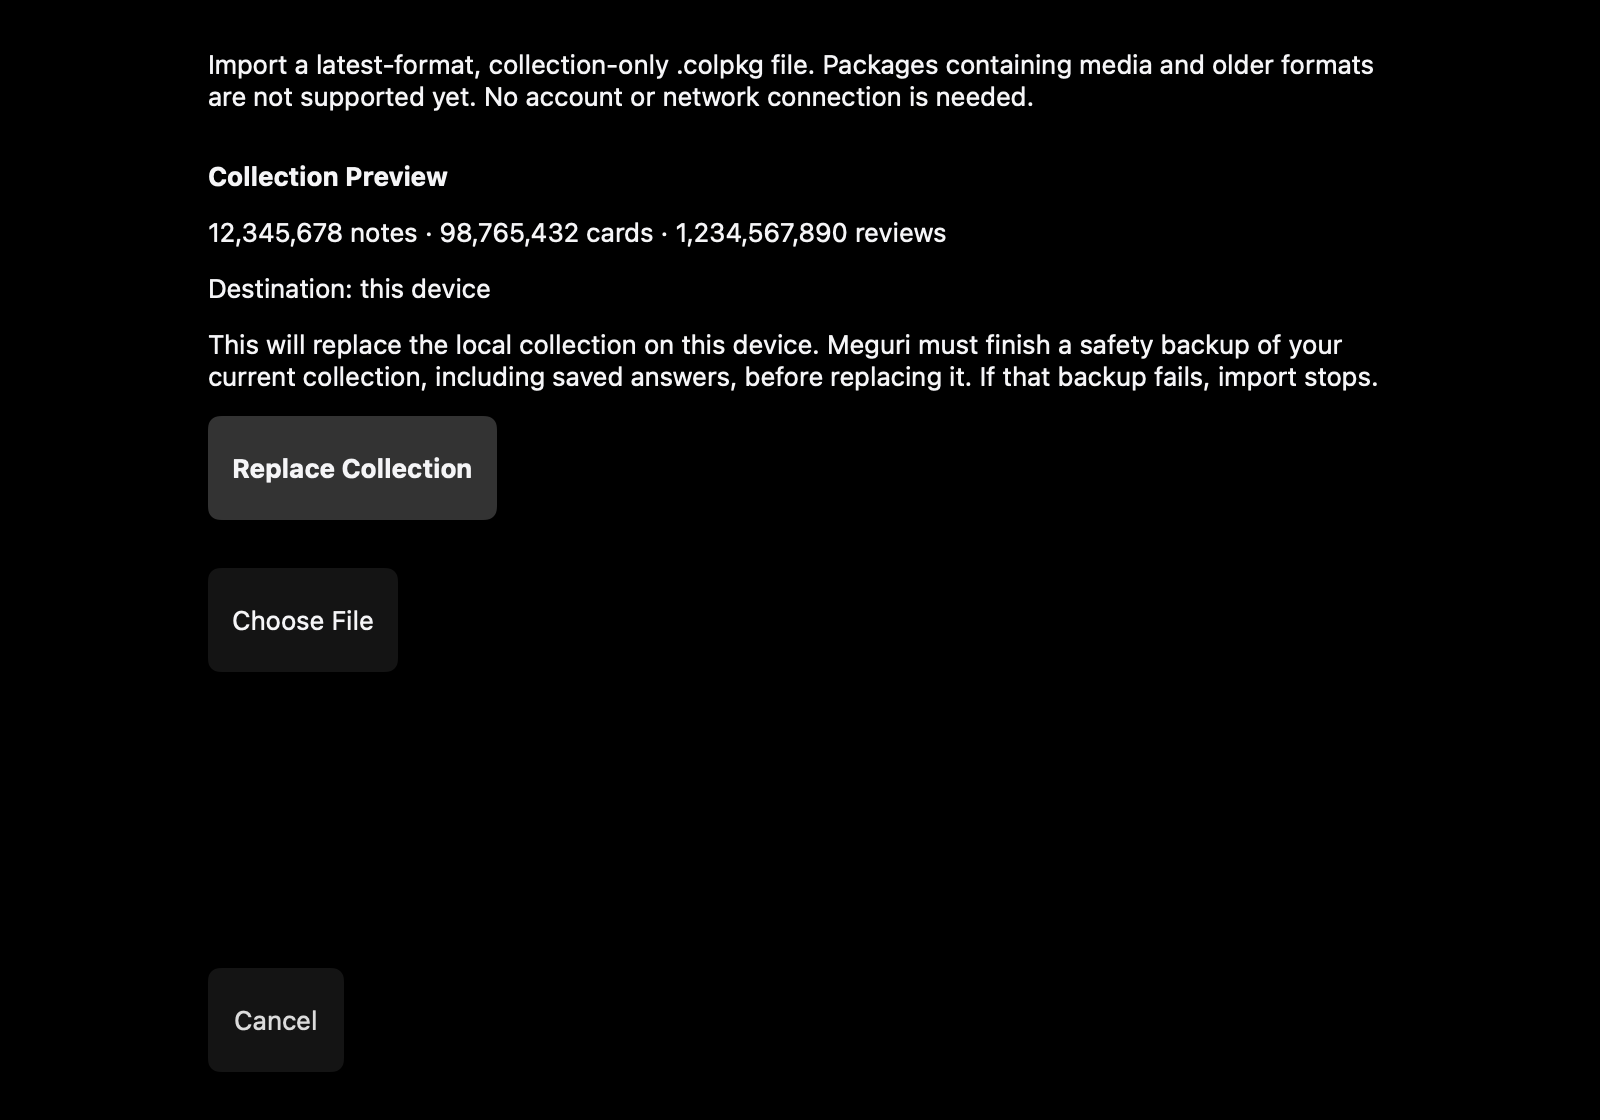 Import a latest-format, collection-only .colpkg file. Packages containing media and older formats
are not supported yet. No account or network connection is needed.
Collection Preview
12,345,678 notes · 98,765,432 cards · 1,234,567,890 reviews
Destination: this device
This will replace the local collection on this device. Meguri must finish a safety backup of your
current collection, including saved answers, before replacing it. If that backup fails, import stops.
Replace Collection
Choose File
Cancel